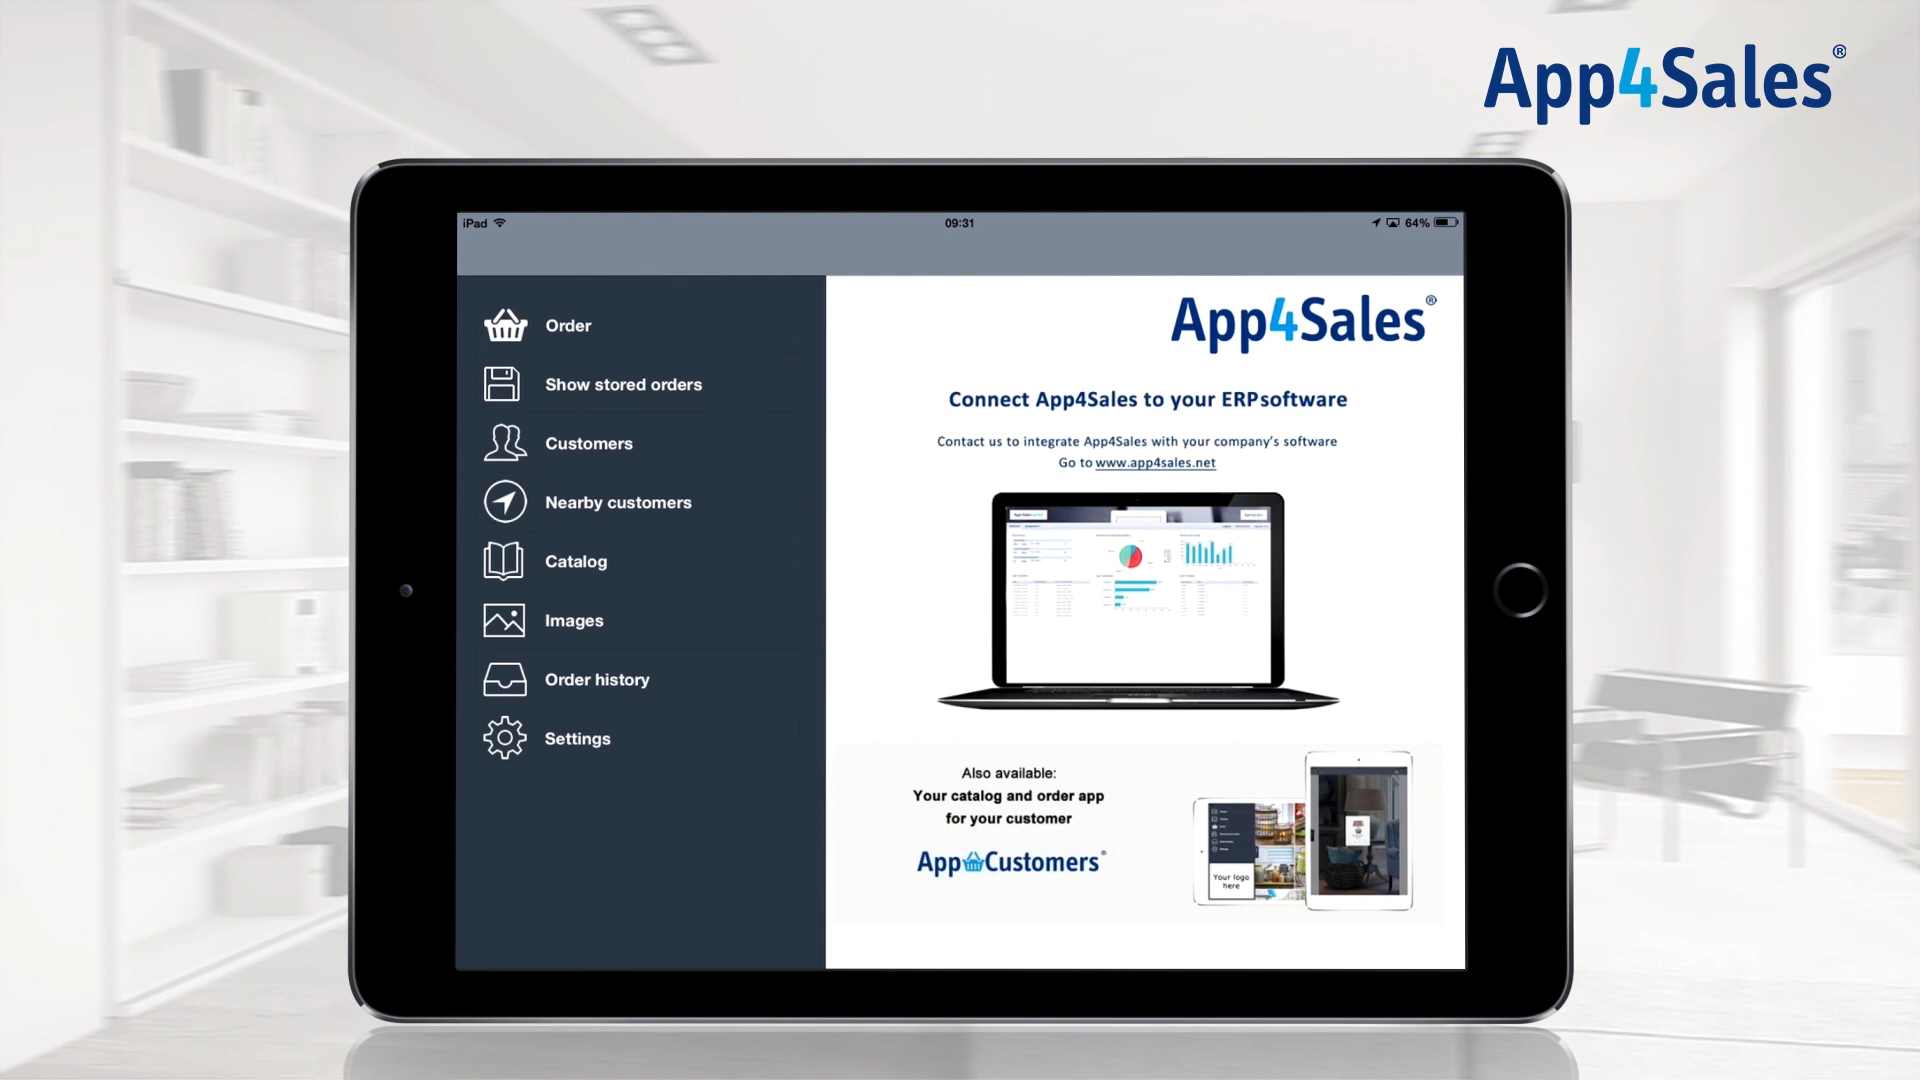 App4Sales®
iPad
09:31
64%
Order
Show stored orders
Customers
Nearby customers
Catalog
Images
Order history
Settings
App4Sales®
Connect App4Sales to your ERPsoftware
Contact us to integrate App4Sales with your company's software
Go to www.app4sales.net
Also available:
Your catalog and order app
for your customer
App Customers®
Your logo
here